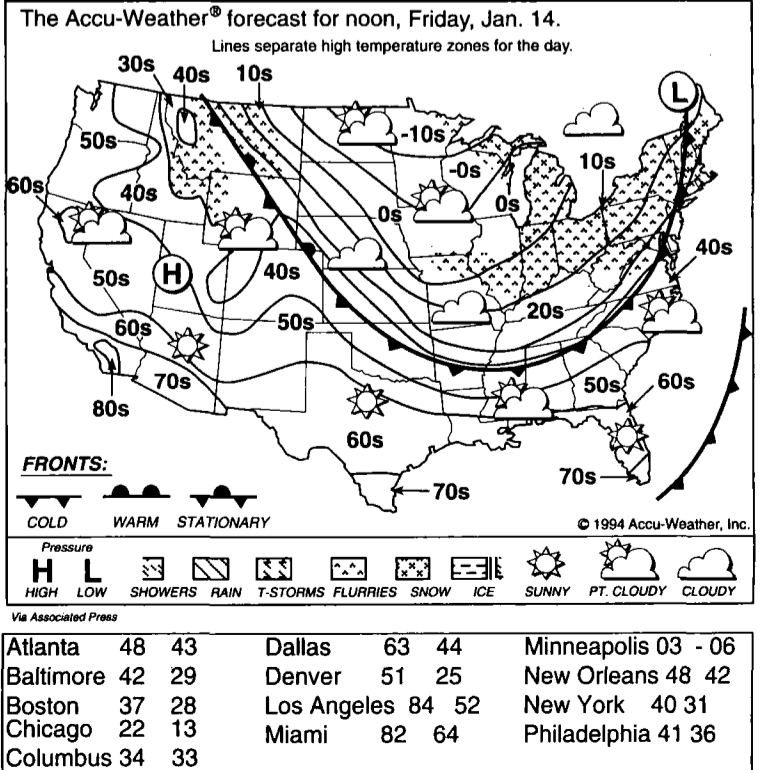 The Accu-Weather® forecast for noon, Friday, Jan. 14.
Lines separate high temperature zones for the day.
30s
40s
10s
L
50s
-10s
-0s
10s
60s
40s
0s
0s
40s
H
50s
40s
60s
50s
20s
70s
50s
60s
80s
60s
70s
70s
FRONTS:
COLD WARM STATIONARY
© 1994 Accu-Weather, Inc.
Pressure
H L
HIGH LOW SHOWERS RAIN T-STORMS FLURRIES SNOW ICE SUNNY PT. CLOUDY CLOUDY
Via Associated Press
Atlanta 48 43 Dallas 63 44 Minneapolis 03 - 06
Baltimore 42 29 Denver 51 25 New Orleans 48 42
Boston 37 28 Los Angeles 84 52 New York 40 31
Chicago 22 13 Miami 82 64 Philadelphia 41 36
Columbus 34 33